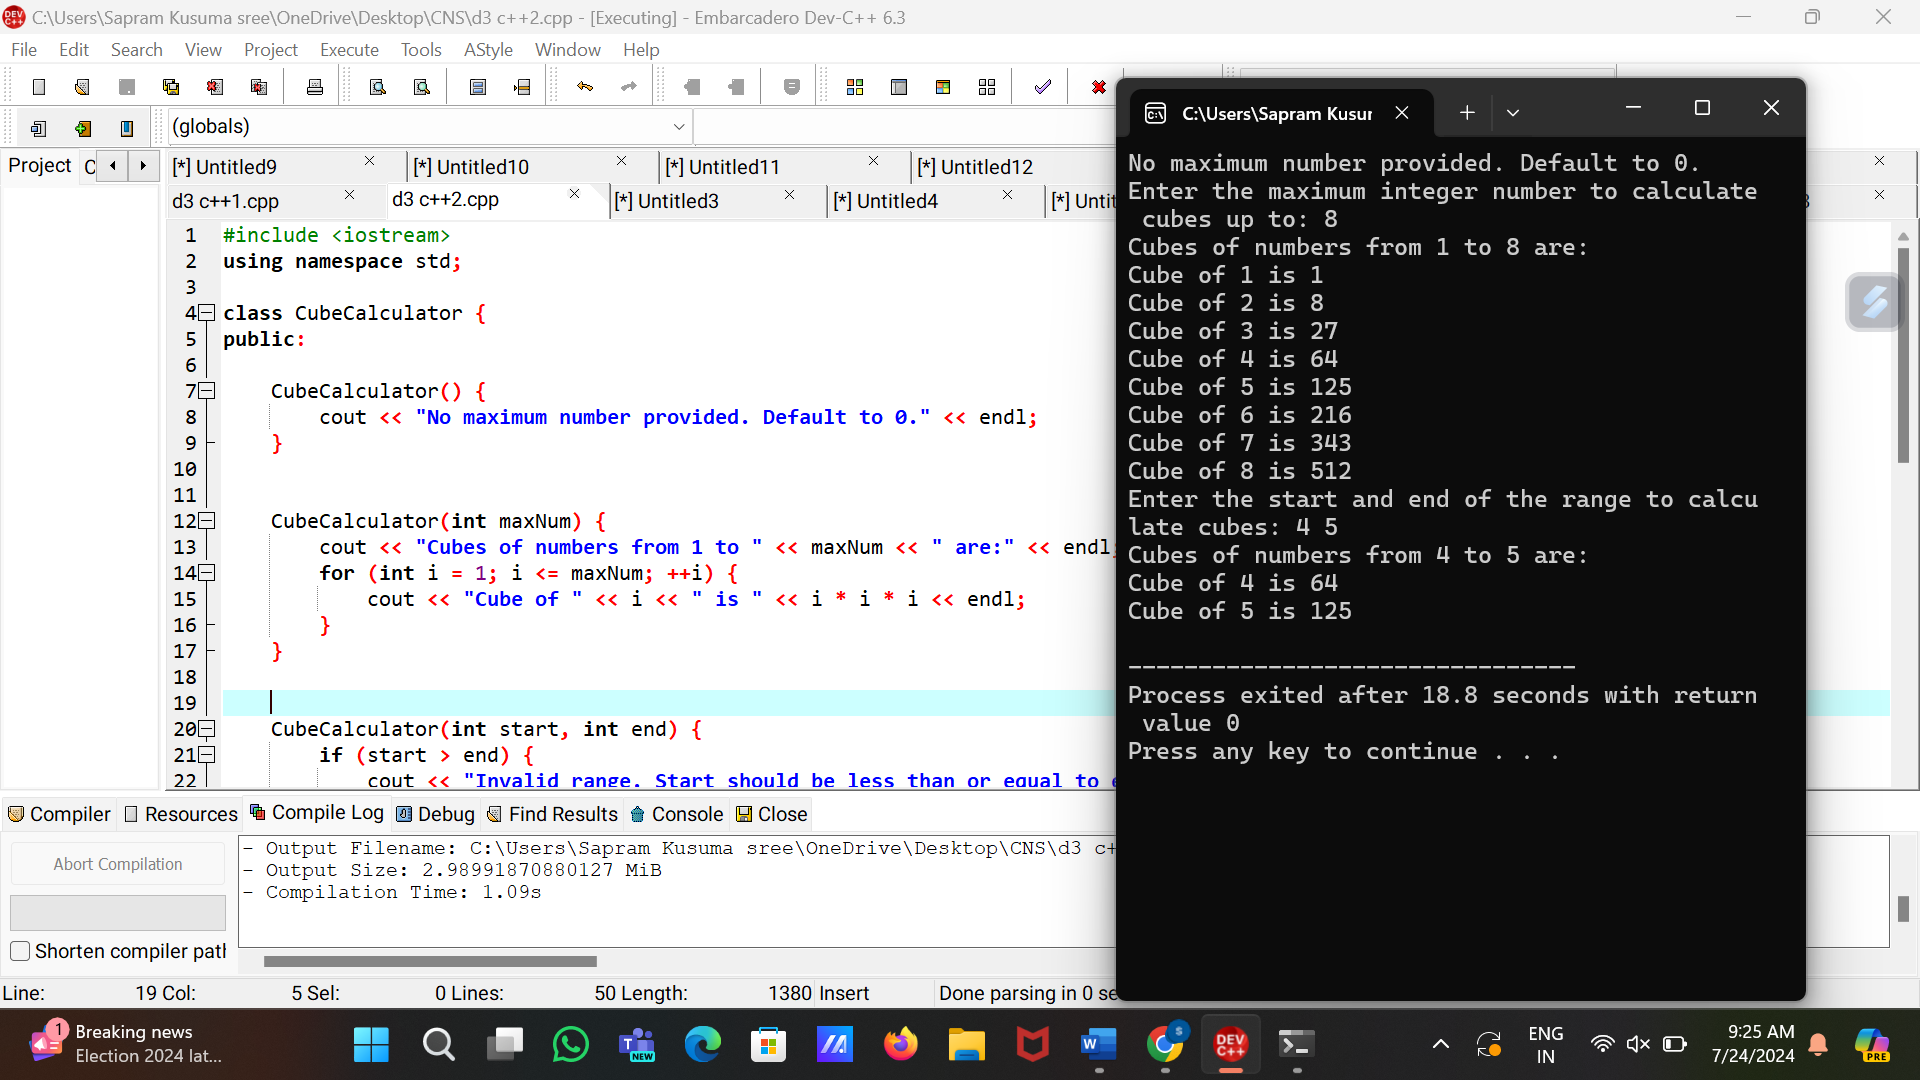 C:\Users\Sapram Kusuma sree\OneDrive\Desktop\CNS\d3 c++2.cpp - [Executing] - Embarcadero Dev-C++ 6.3
File Edit Search View Project Execute Tools AStyle Window Help
(globals)
Project
[*] Untitled9 [*] Untitled10 [*] Untitled11 [*] Untitled12
d3 c++1.cpp d3 c++2.cpp [*] Untitled3 [*] Untitled4 [*] Untit
1 #include <iostream>
2 using namespace std;
3
4 class CubeCalculator {
5 public:
6
7 CubeCalculator() {
8 cout << "No maximum number provided. Default to 0." << endl;
9 }
10
11
12 CubeCalculator(int maxNum) {
13 cout << "Cubes of numbers from 1 to " << maxNum << " are:" << endl;
14 for (int i = 1; i <= maxNum; ++i) {
15 cout << "Cube of " << i << " is " << i * i * i << endl;
16 }
17 }
18
19
20 CubeCalculator(int start, int end) {
21 if (start > end) {
22 cout << "Invalid range. Start should be less than or equal to e
C:\Users\Sapram Kusur
No maximum number provided. Default to 0.
Enter the maximum integer number to calculate
cubes up to: 8
Cubes of numbers from 1 to 8 are:
Cube of 1 is 1
Cube of 2 is 8
Cube of 3 is 27
Cube of 4 is 64
Cube of 5 is 125
Cube of 6 is 216
Cube of 7 is 343
Cube of 8 is 512
Enter the start and end of the range to calcu
late cubes: 4 5
Cubes of numbers from 4 to 5 are:
Cube of 4 is 64
Cube of 5 is 125
--------------------------------
Process exited after 18.8 seconds with return
value 0
Press any key to continue . . .
Compiler Resources Compile Log Debug Find Results Console Close
Abort Compilation
Shorten compiler path
- Output Filename: C:\Users\Sapram Kusuma sree\OneDrive\Desktop\CNS\d3 c+
- Output Size: 2.98991870880127 MiB
- Compilation Time: 1.09s
Line: 19 Col: 5 Sel: 0 Lines: 50 Length: 1380 Insert Done parsing in 0 se
1 Breaking news
Election 2024 lat...
NEW
DEV C++
ENG
IN
9:25 AM
7/24/2024
PRE